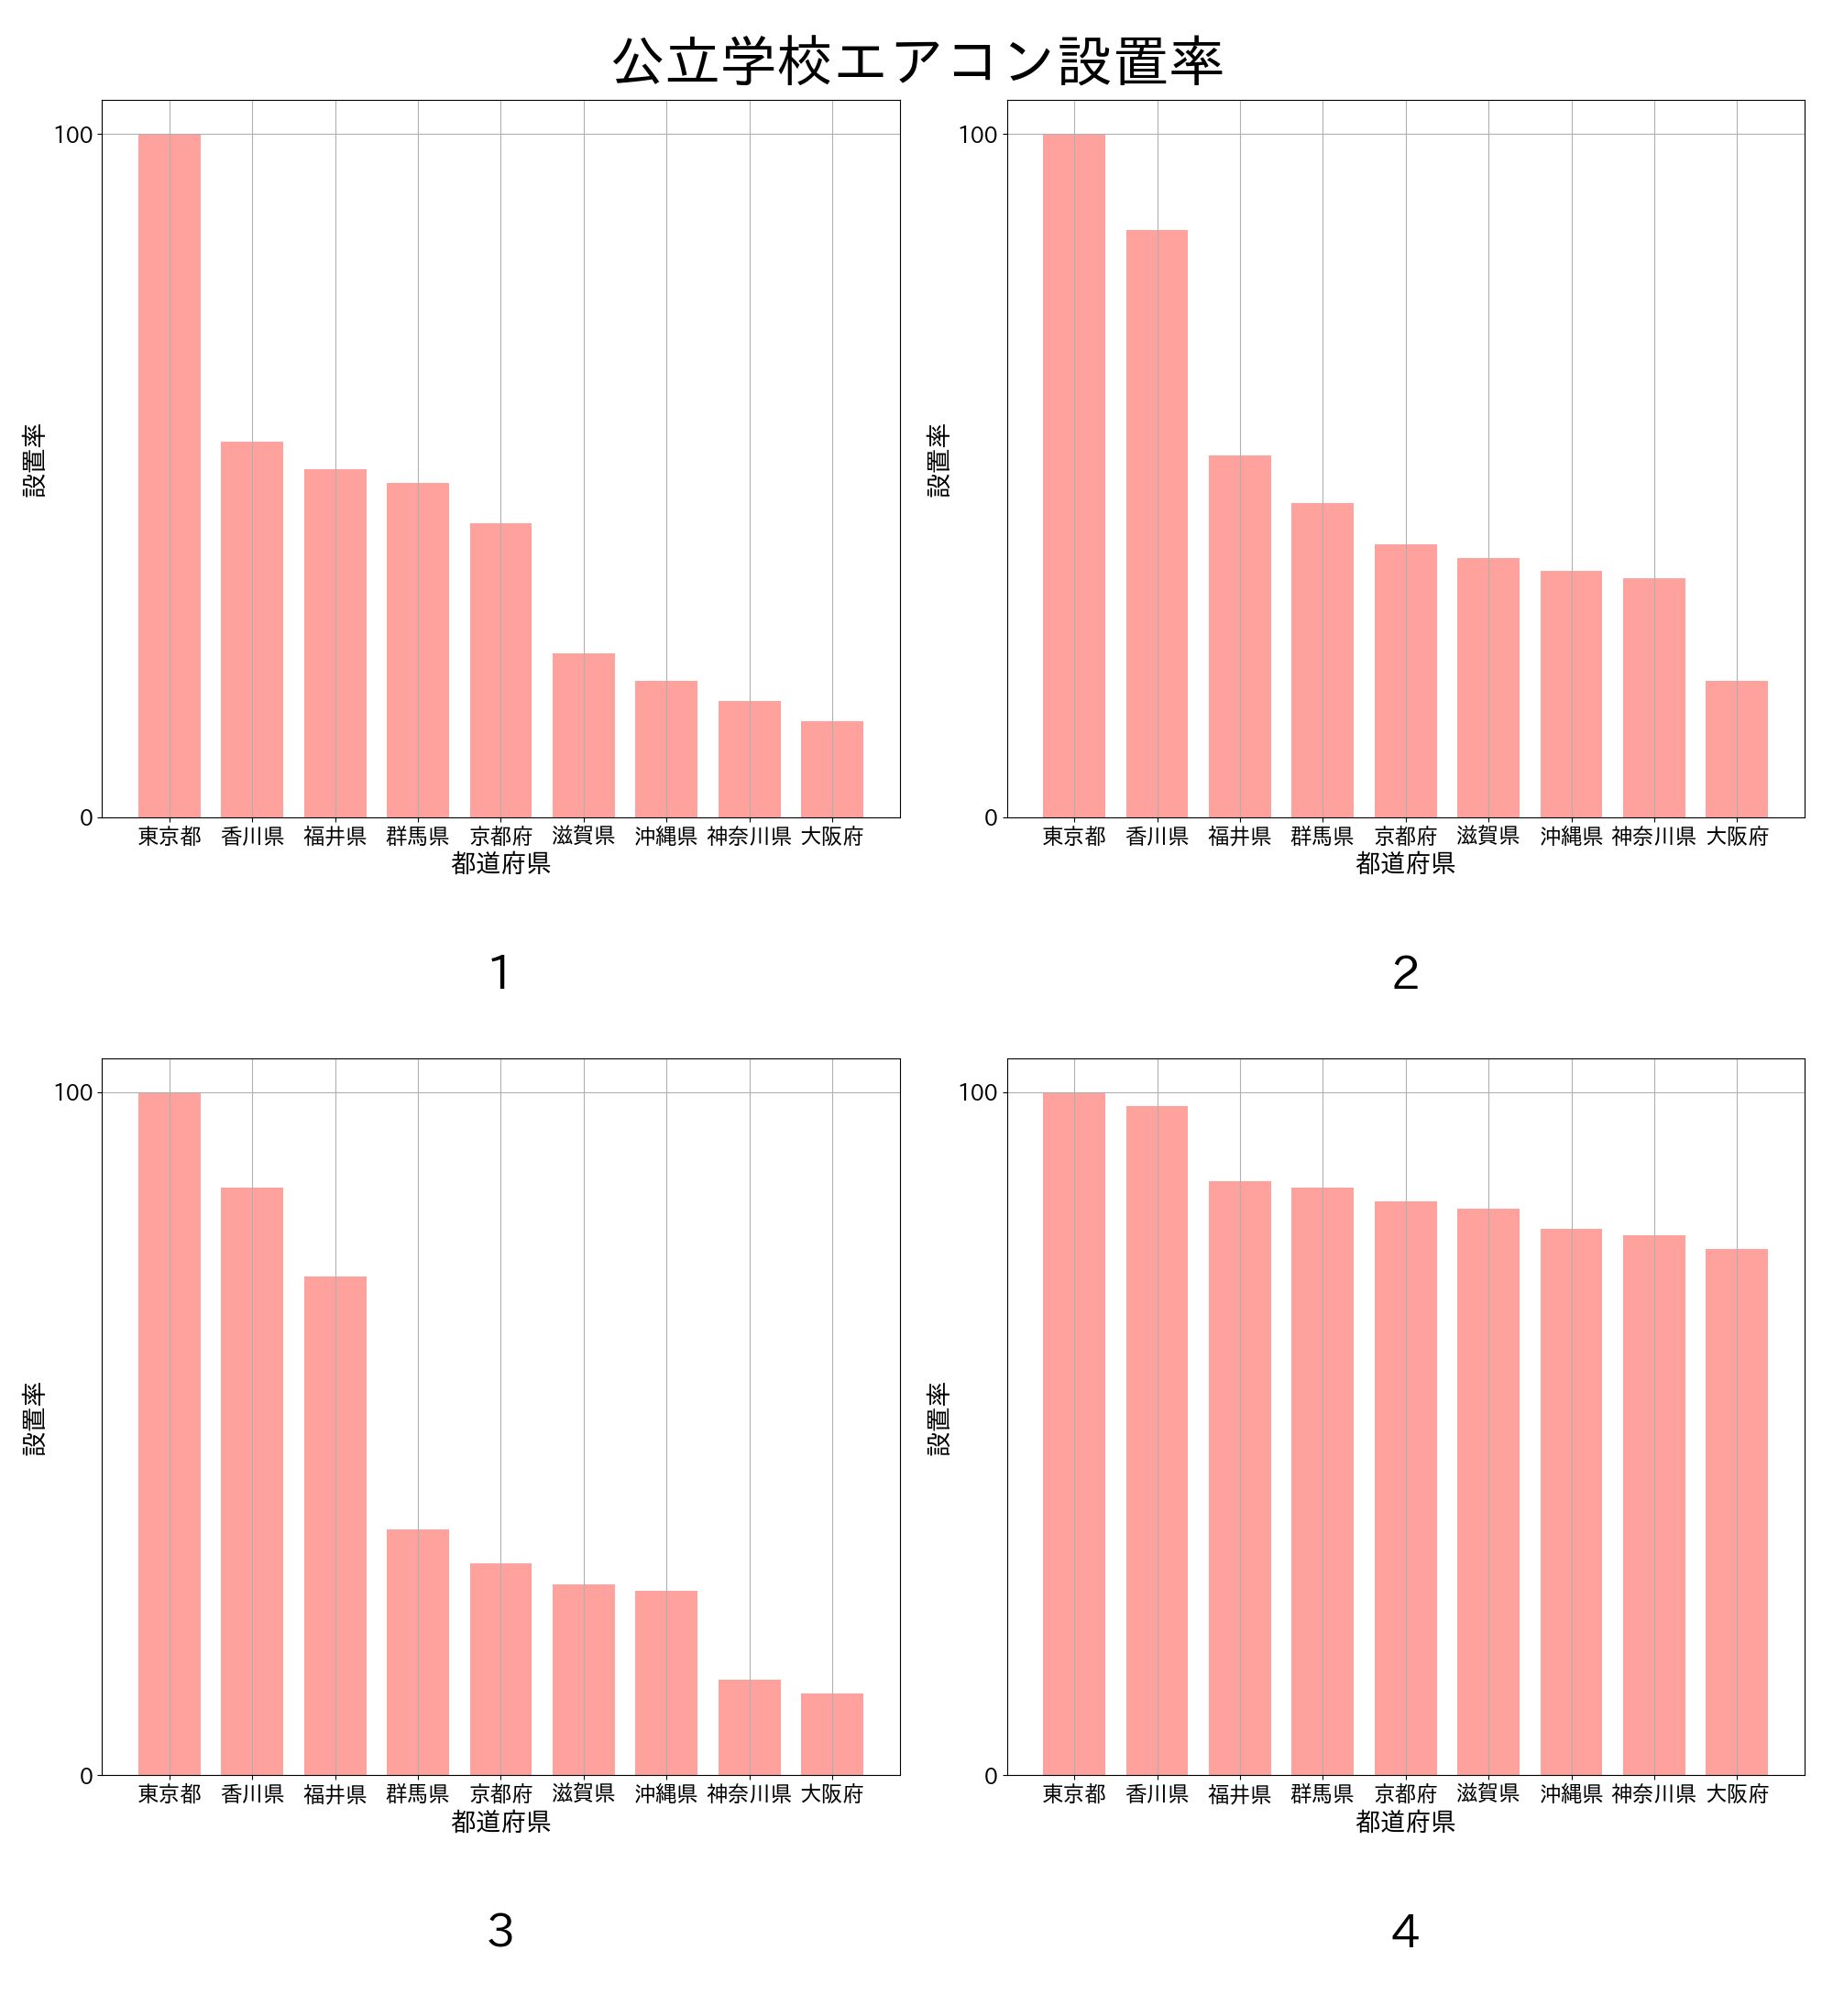 公立学校エアコン設置率
100
0
設置率
東京都 香川県 福井県 群馬県 京都府 滋賀県 沖縄県 神奈川県 大阪府
都道府県
1
100
0
設置率
東京都 香川県 福井県 群馬県 京都府 滋賀県 沖縄県 神奈川県 大阪府
都道府県
2
100
0
設置率
東京都 香川県 福井県 群馬県 京都府 滋賀県 沖縄県 神奈川県 大阪府
都道府県
3
100
0
設置率
東京都 香川県 福井県 群馬県 京都府 滋賀県 沖縄県 神奈川県 大阪府
都道府県
4